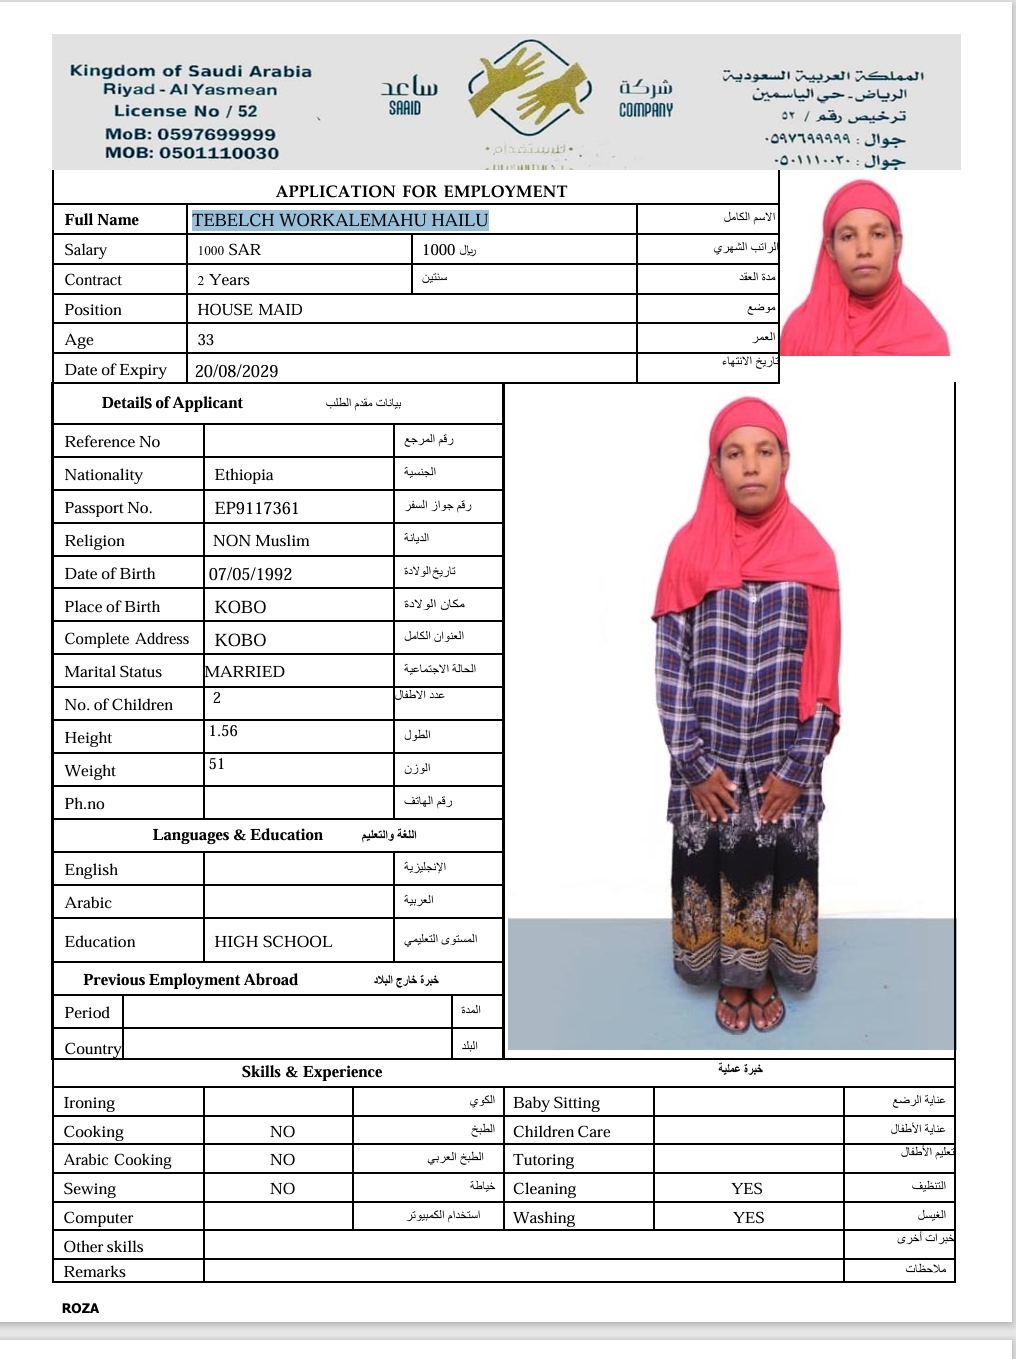 Kingdom of Saudi Arabia
Riyad - Al Yasmean
License No / 52
MoB: 0597699999
MOB: 0501110030
ساعد
SAAID
شركة
COMPANY
للاستقدام
المملكة العربية السعودية
الرياض - حي الياسمين
ترخيص رقم / ٥٢
جوال : ٠٥٩٧٦٩٩٩٩٩
جوال : ٠٥٠١١١٠٠٣٠
APPLICATION FOR EMPLOYMENT
Full Name TEBELCH WORKALEMAHU HAILU الاسم الكامل
Salary 1000 SAR 1000 ريال الراتب الشهري
Contract 2 Years سنتين مدة العقد
Position HOUSE MAID موضع
Age 33 العمر
Date of Expiry 20/08/2029 تاريخ الانتهاء
Details of Applicant بيانات مقدم الطلب
Reference No رقم المرجع
Nationality Ethiopia الجنسية
Passport No. EP9117361 رقم جواز السفر
Religion NON Muslim الديانة
Date of Birth 07/05/1992 تاريخ الولادة
Place of Birth KOBO مكان الولادة
Complete Address KOBO العنوان الكامل
Marital Status MARRIED الحالة الاجتماعية
No. of Children 2 عدد الاطفال
Height 1.56 الطول
Weight 51 الوزن
Ph.no رقم الهاتف
Languages & Education اللغة والتعليم
English الإنجليزية
Arabic العربية
Education HIGH SCHOOL المستوى التعليمي
Previous Employment Abroad خبرة خارج البلاد
Period المدة
Country البلد
Skills & Experience خبرة عملية
Ironing الكوي Baby Sitting عناية الرضع
Cooking NO الطبخ Children Care عناية الأطفال
Arabic Cooking NO الطبخ العربي Tutoring تعليم الأطفال
Sewing NO خياطة Cleaning YES التنظيف
Computer استخدام الكمبيوتر Washing YES الغيسل
Other skills خبرات أخرى
Remarks ملاحظات
ROZA